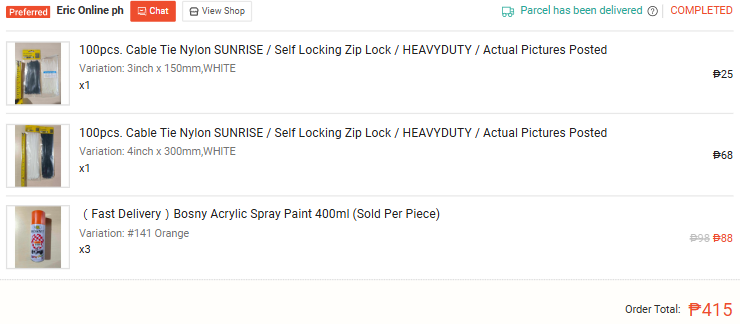 Preferred Eric Online ph Chat View Shop Parcel has been delivered ? COMPLETED
100pcs. Cable Tie Nylon SUNRISE / Self Locking Zip Lock / HEAVYDUTY / Actual Pictures Posted
Variation: 3inch x 150mm,WHITE
x1
₱25
100pcs. Cable Tie Nylon SUNRISE / Self Locking Zip Lock / HEAVYDUTY / Actual Pictures Posted
Variation: 4inch x 300mm,WHITE
x1
₱68
( Fast Delivery ) Bosny Acrylic Spray Paint 400ml (Sold Per Piece)
Variation: #141 Orange
x3
₱98 ₱88
Order Total: ₱415